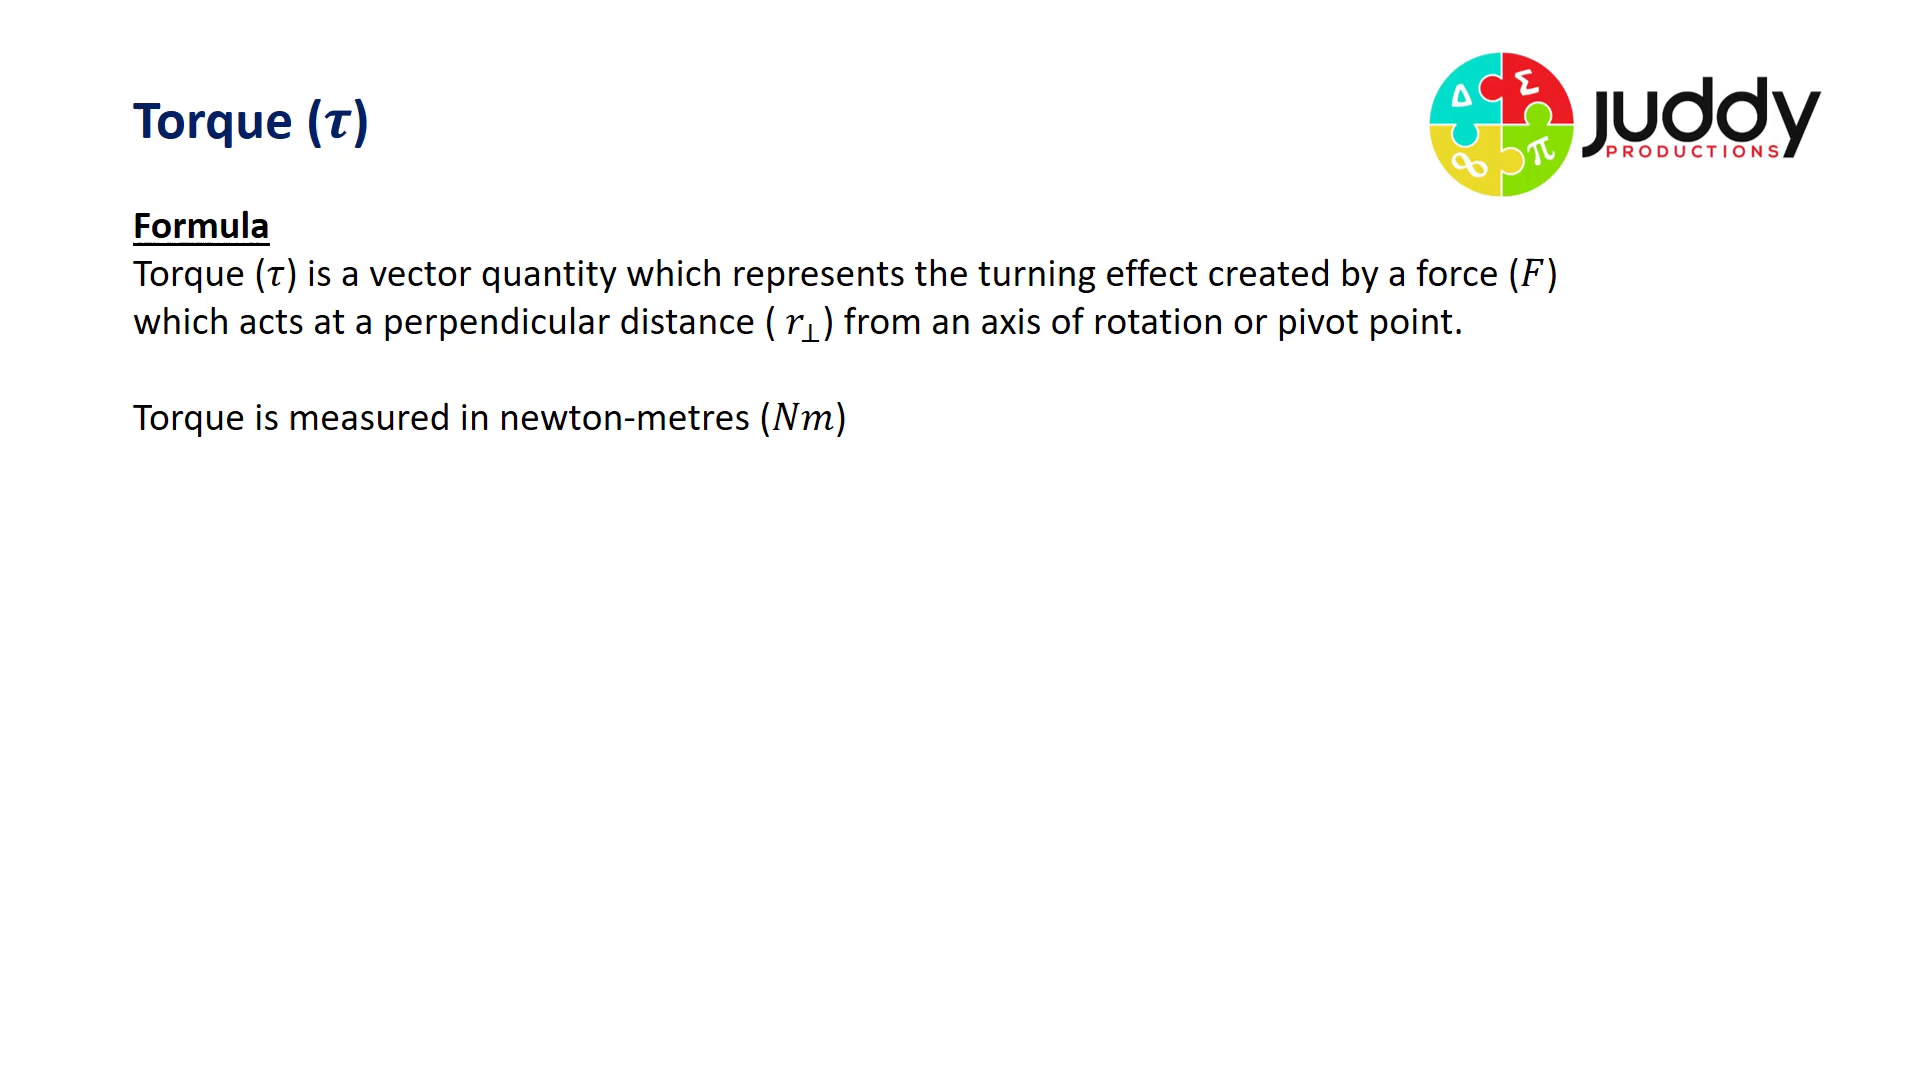 Torque (τ)
Δ Σ
∞ π
juddy
PRODUCTIONS
Formula
Torque (τ) is a vector quantity which represents the turning effect created by a force (F)
which acts at a perpendicular distance ( r⊥) from an axis of rotation or pivot point.
Torque is measured in newton-metres (Nm)